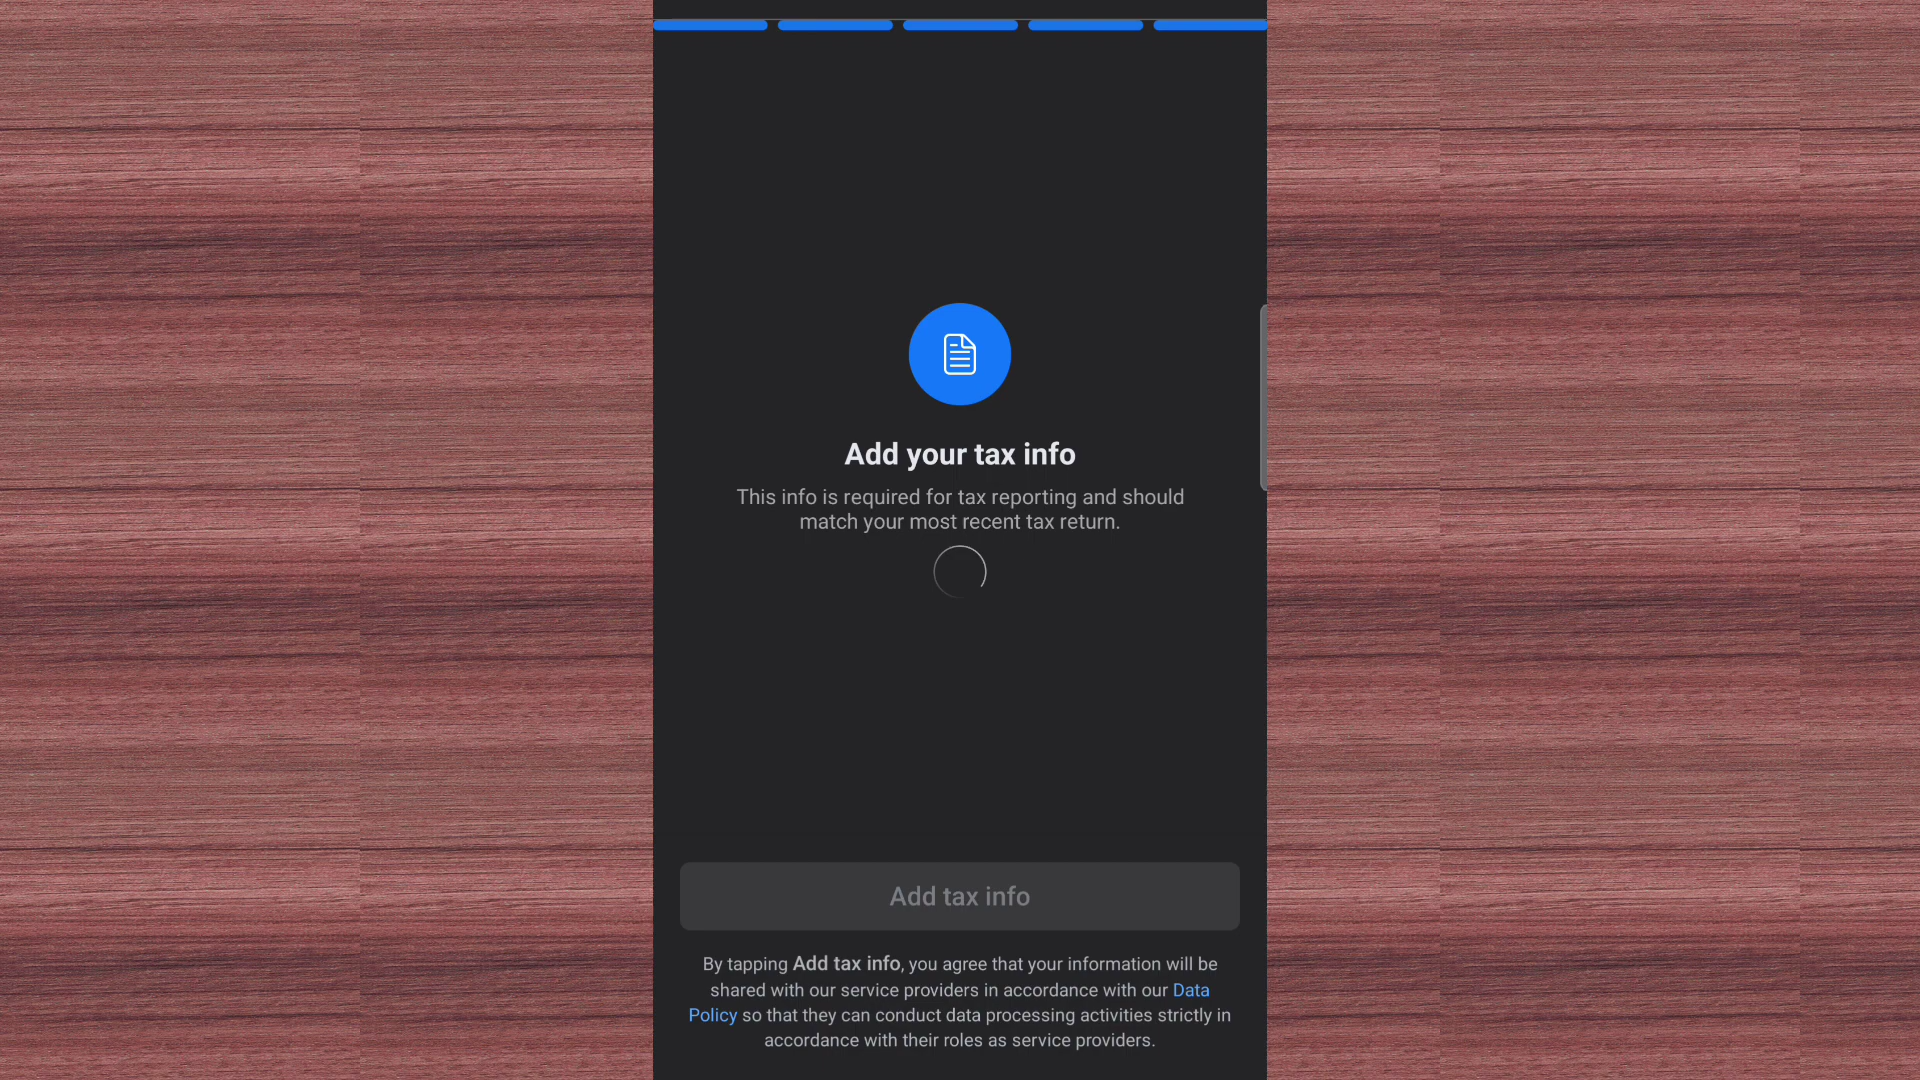 Add your tax info
This info is required for tax reporting and should
match your most recent tax return.
Add tax info
By tapping Add tax info, you agree that your information will be
shared with our service providers in accordance with our Data
Policy so that they can conduct data processing activities strictly in
accordance with their roles as service providers.